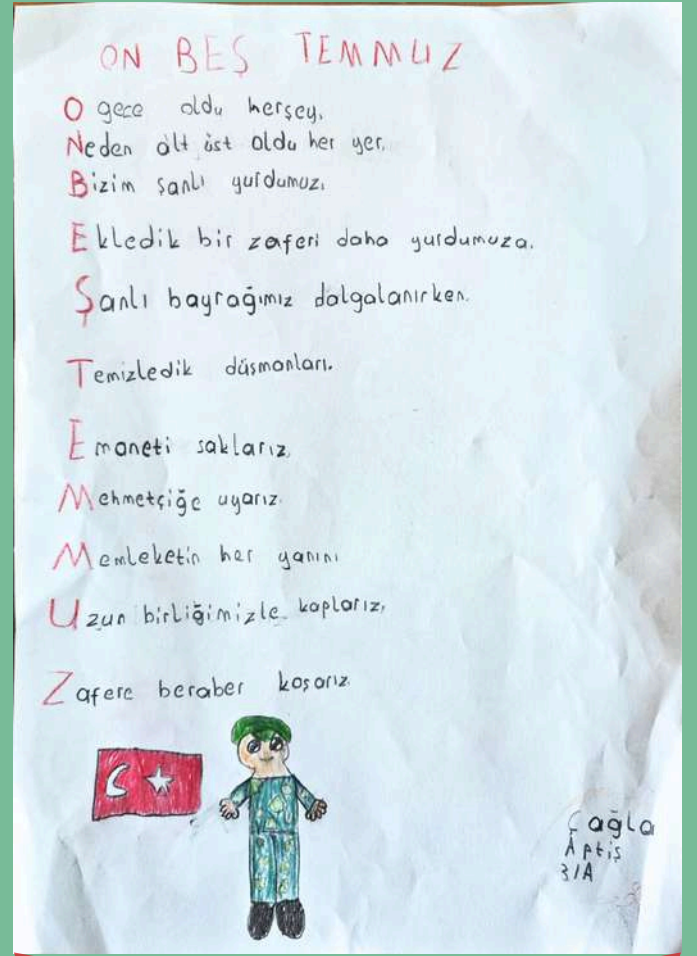 ON BEŞ TEMMUZ
O gece oldu herşey,
Neden alt üst oldu her yer,
Bizim şanlı yurdumuzı
Ekledik bir zaferi daha yurdumuza.
Şanlı bayrağımız dalgalanırken.
Temizledik düşmanları.
Emaneti saklarız,
Mehmetçiğe uyarız.
Memleketin her yanını
Uzun birliğimizle kaplarız,
Zafere beraber koşarız.
Çağla
Aptiş
3/A